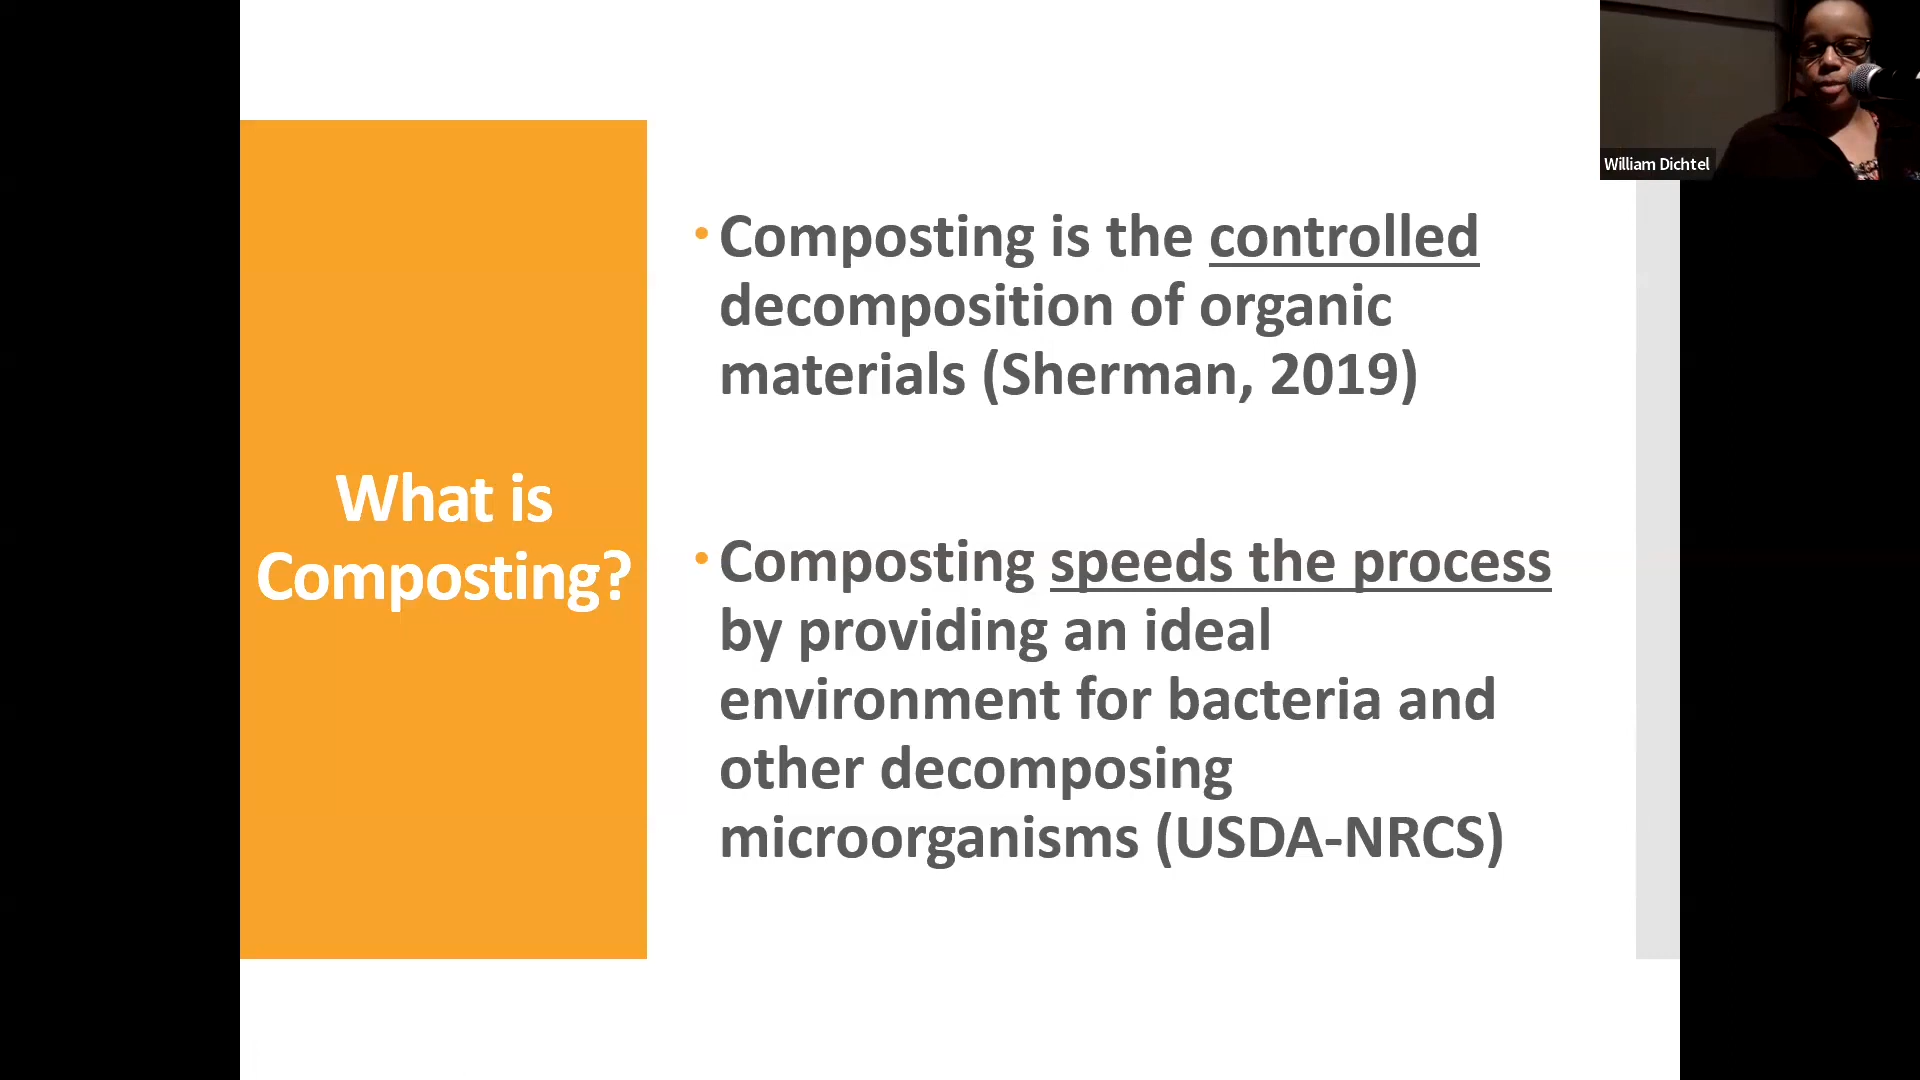 William Dichtel
What is
Composting?
• Composting is the controlled
decomposition of organic
materials (Sherman, 2019)
• Composting speeds the process
by providing an ideal
environment for bacteria and
other decomposing
microorganisms (USDA-NRCS)